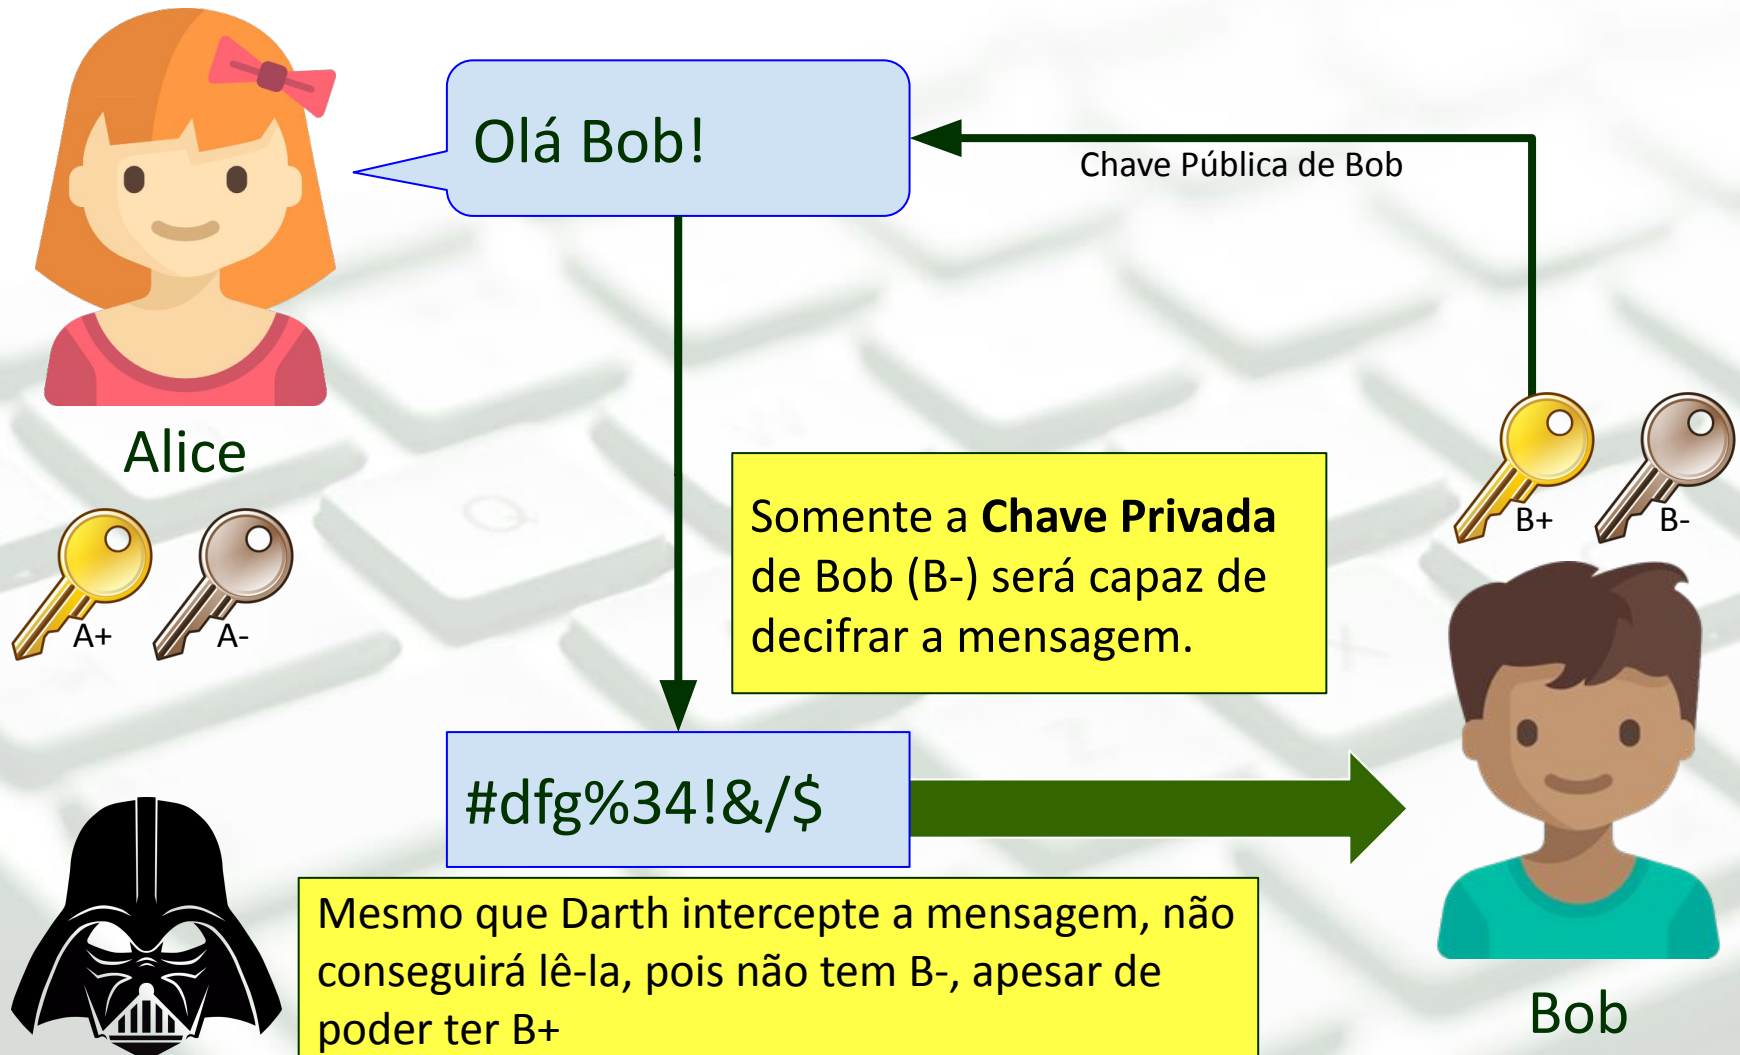 Olá Bob!
Chave Pública de Bob
Alice
A+ A-
B+ B-
Somente a Chave Privada
de Bob (B-) será capaz de
decifrar a mensagem.
#dfg%34!&/$
Mesmo que Darth intercepte a mensagem, não
conseguirá lê-la, pois não tem B-, apesar de
poder ter B+
Bob